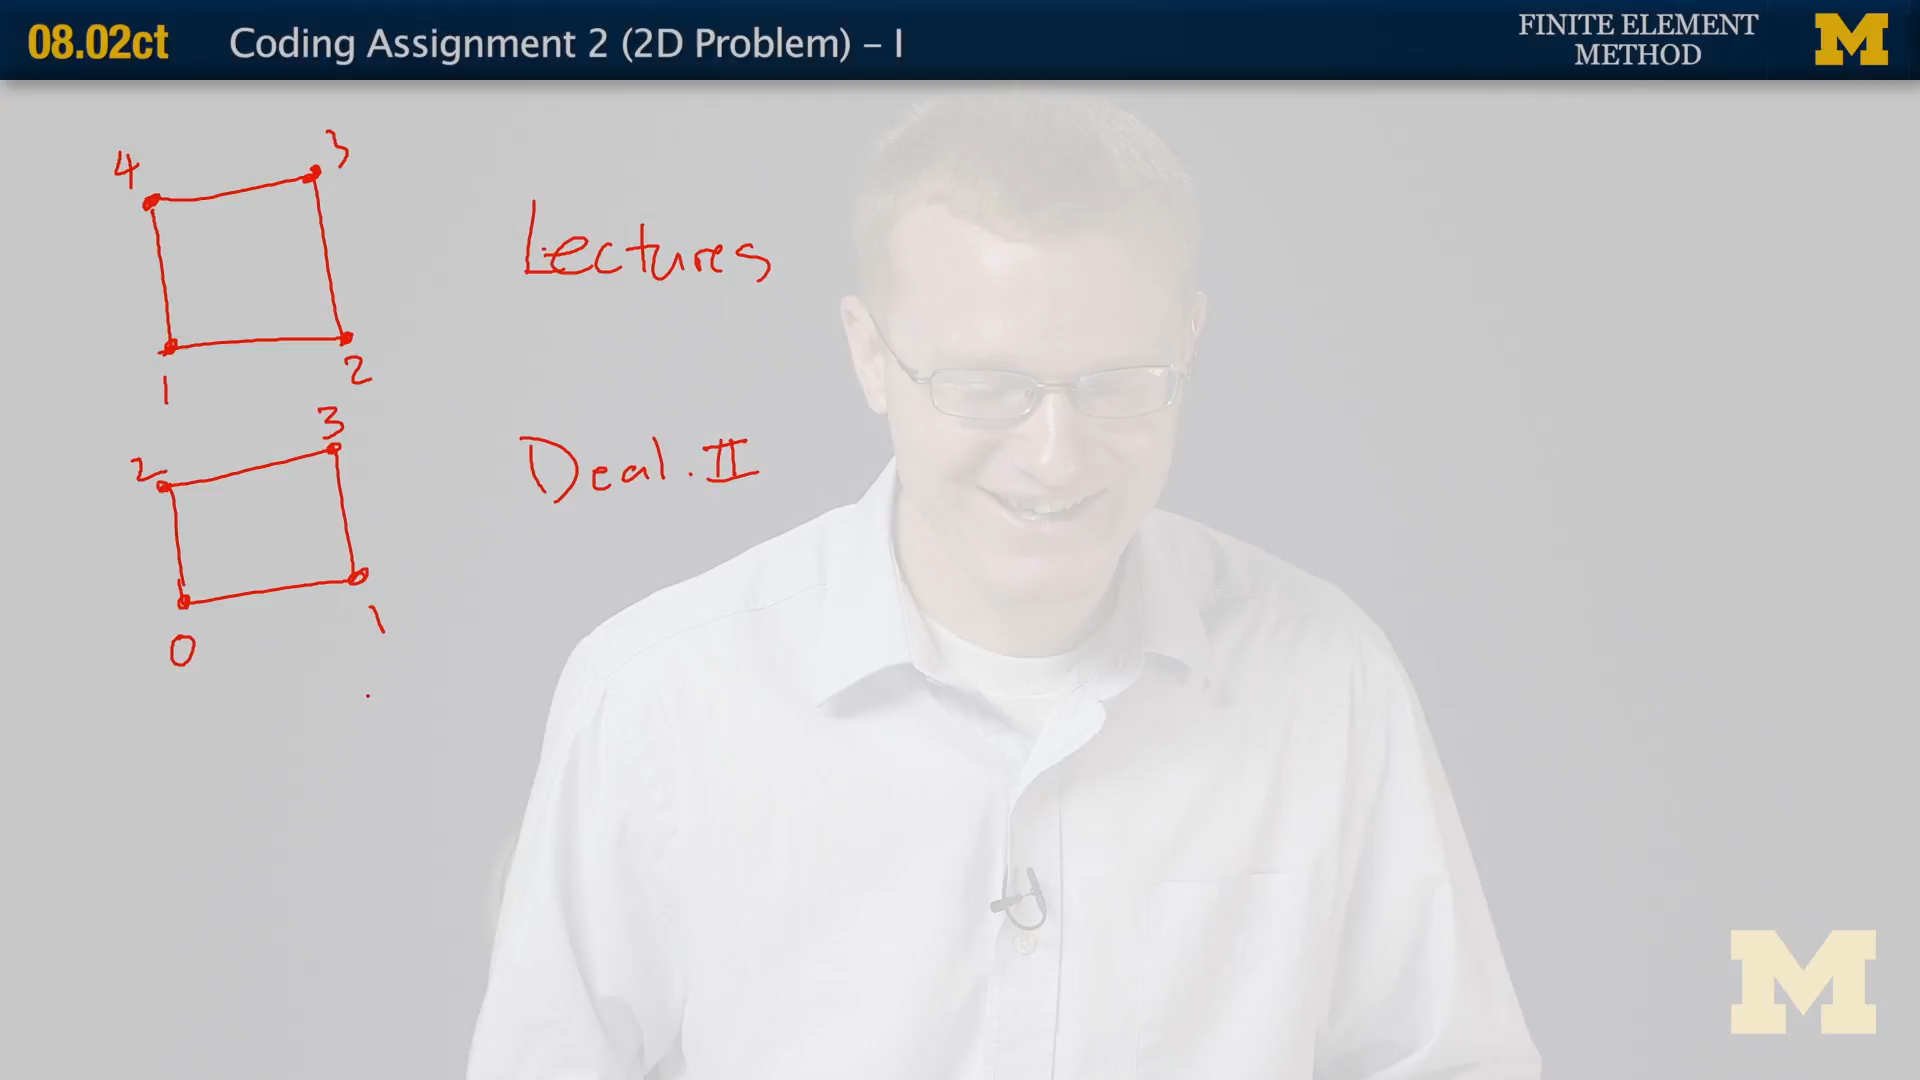 08.02ct Coding Assignment 2 (2D Problem) – I
FINITE ELEMENT
METHOD
M
4 3
Lectures
1 2
3
2
Deal.II
1
0
M